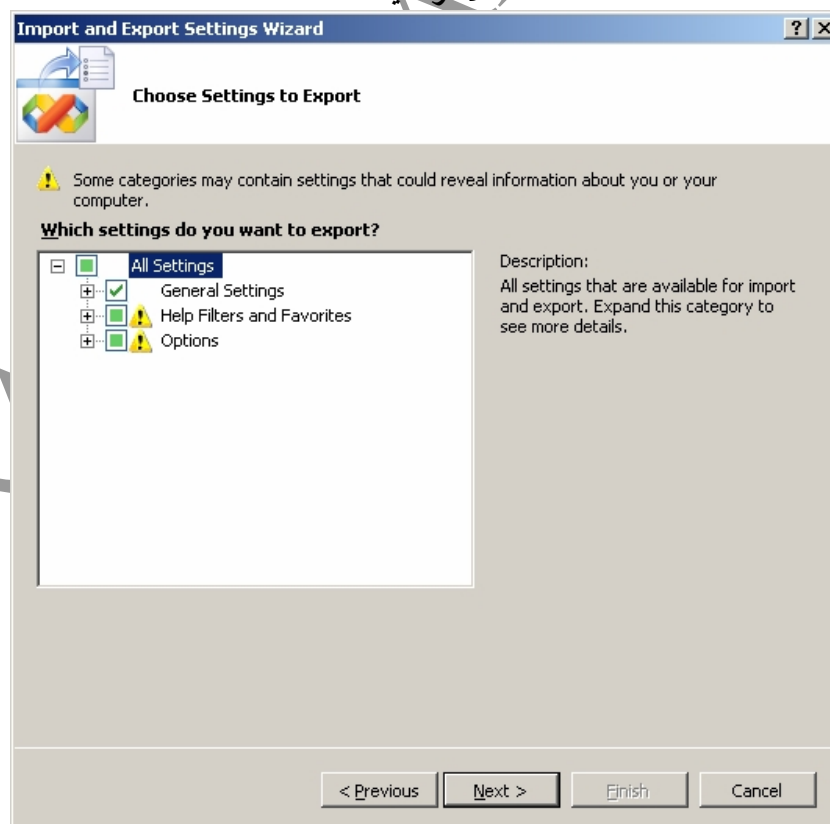 Import and Export Settings Wizard
Choose Settings to Export
Some categories may contain settings that could reveal information about you or your
computer.
Which settings do you want to export?
All Settings
General Settings
Help Filters and Favorites
Options
Description:
All settings that are available for import
and export. Expand this category to
see more details.
< Previous
Next >
Finish
Cancel